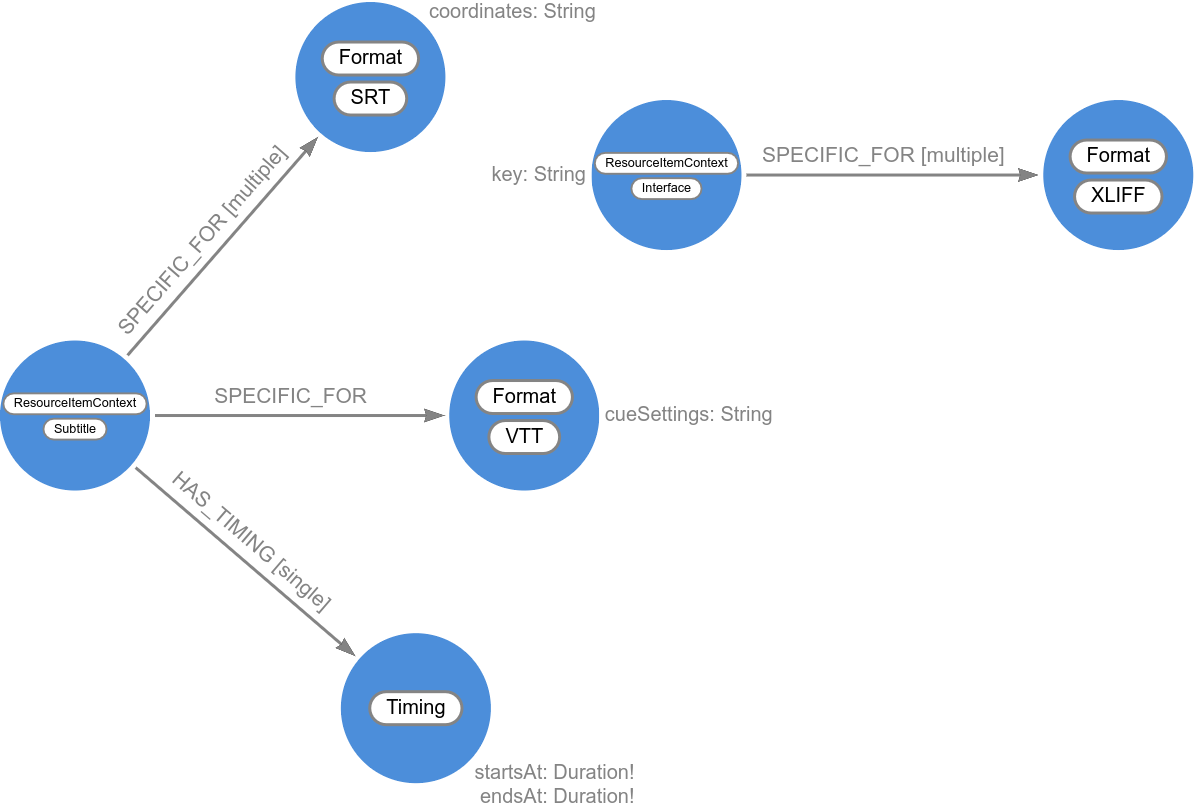 coordinates: String
Format
SRT
SPECIFIC_FOR [multiple]
key: String
ResourceItemContext
Interface
SPECIFIC_FOR [multiple]
Format
XLIFF
ResourceItemContext
Subtitle
SPECIFIC_FOR
Format
VTT
cueSettings: String
HAS_TIMING [single]
Timing
startsAt: Duration!
endsAt: Duration!